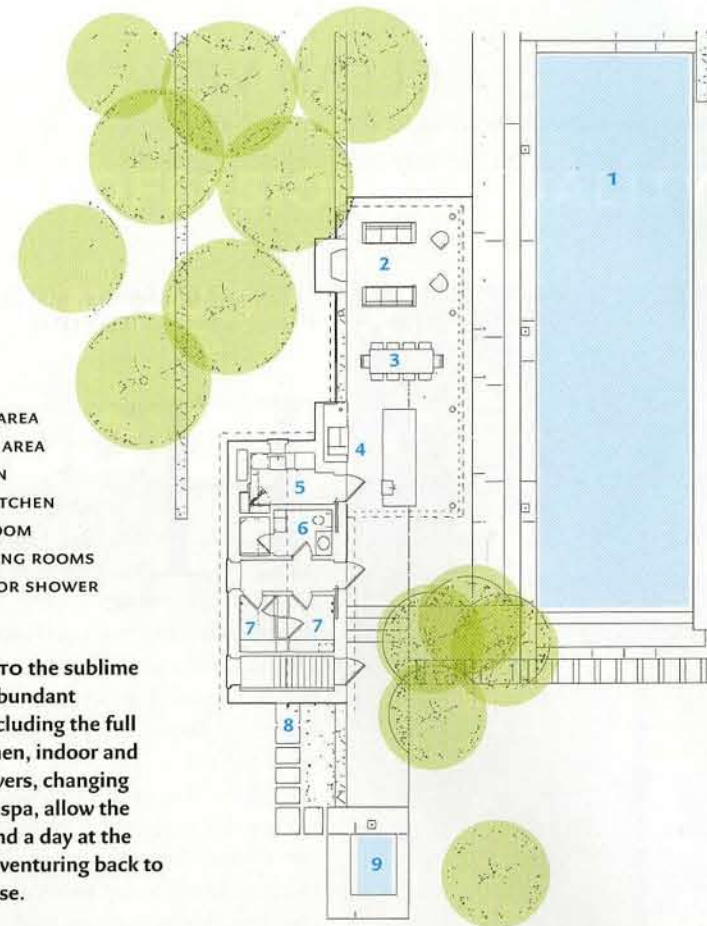 1
2
3
4
5
6
7 7
8
9
AREA
AREA
N
ITCHEN
OOM
NG ROOMS
OR SHOWER
TO the sublime
bundant
cluding the full
hen, indoor and
vers, changing
spa, allow the
nd a day at the
venturing back to
se.